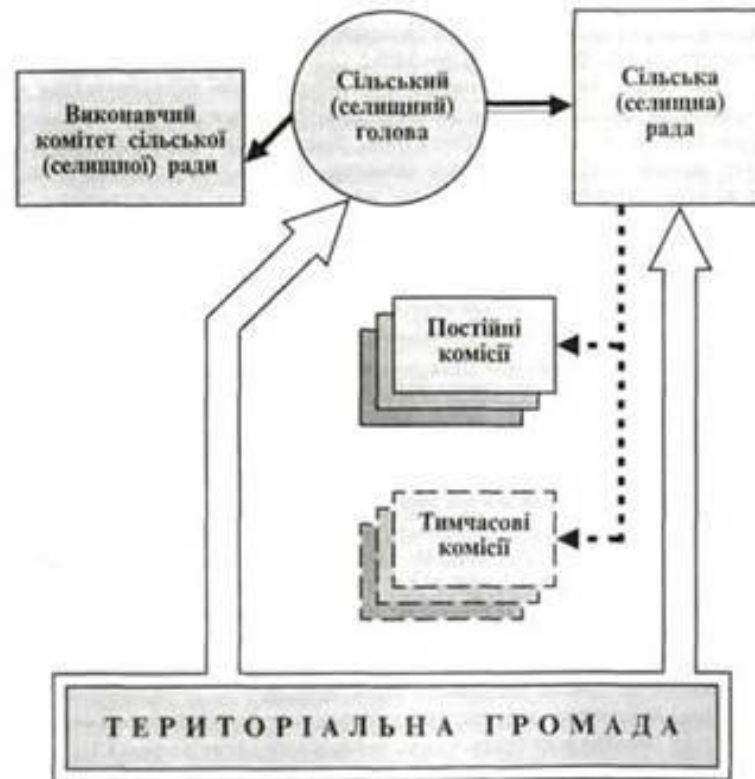 Виконавчий
комітет сільської
(селищної) ради
Сільський
(селищний)
голова
Сільська
(селищна)
рада
Постійні
комісії
Тимчасові
комісії
ТЕРИТОРІАЛЬНА ГРОМАДА